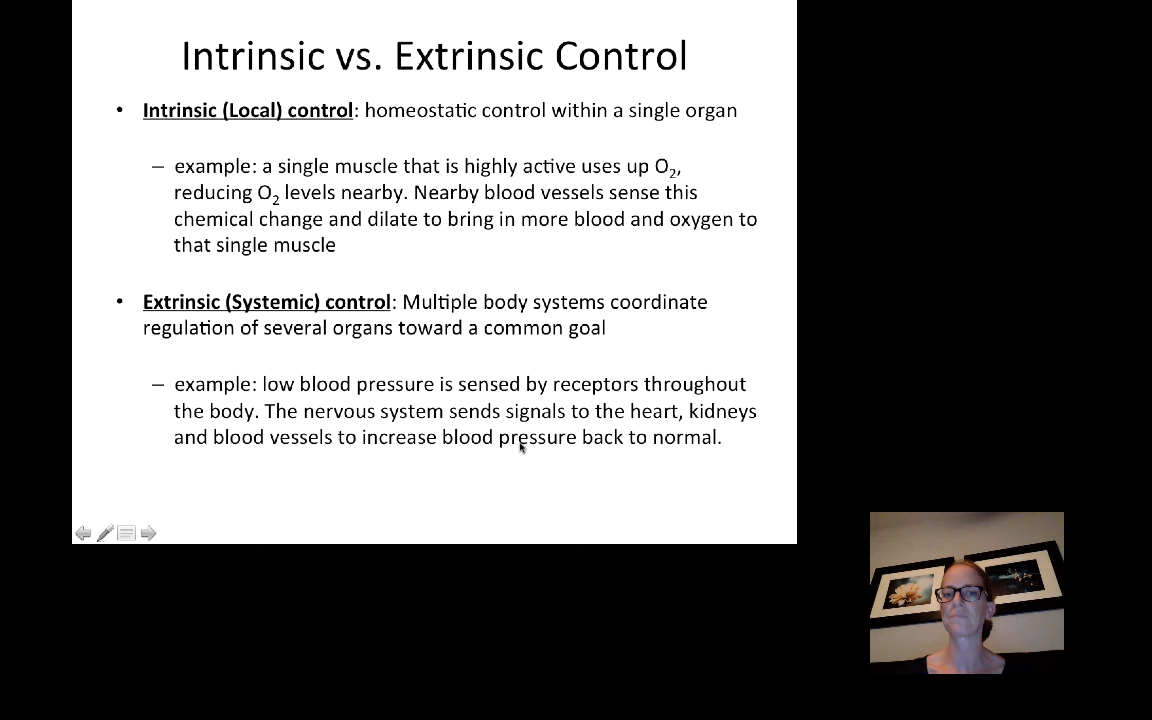 Intrinsic vs. Extrinsic Control
• Intrinsic (Local) control: homeostatic control within a single organ
– example: a single muscle that is highly active uses up O₂,
reducing O₂ levels nearby. Nearby blood vessels sense this
chemical change and dilate to bring in more blood and oxygen to
that single muscle
• Extrinsic (Systemic) control: Multiple body systems coordinate
regulation of several organs toward a common goal
– example: low blood pressure is sensed by receptors throughout
the body. The nervous system sends signals to the heart, kidneys
and blood vessels to increase blood pressure back to normal.